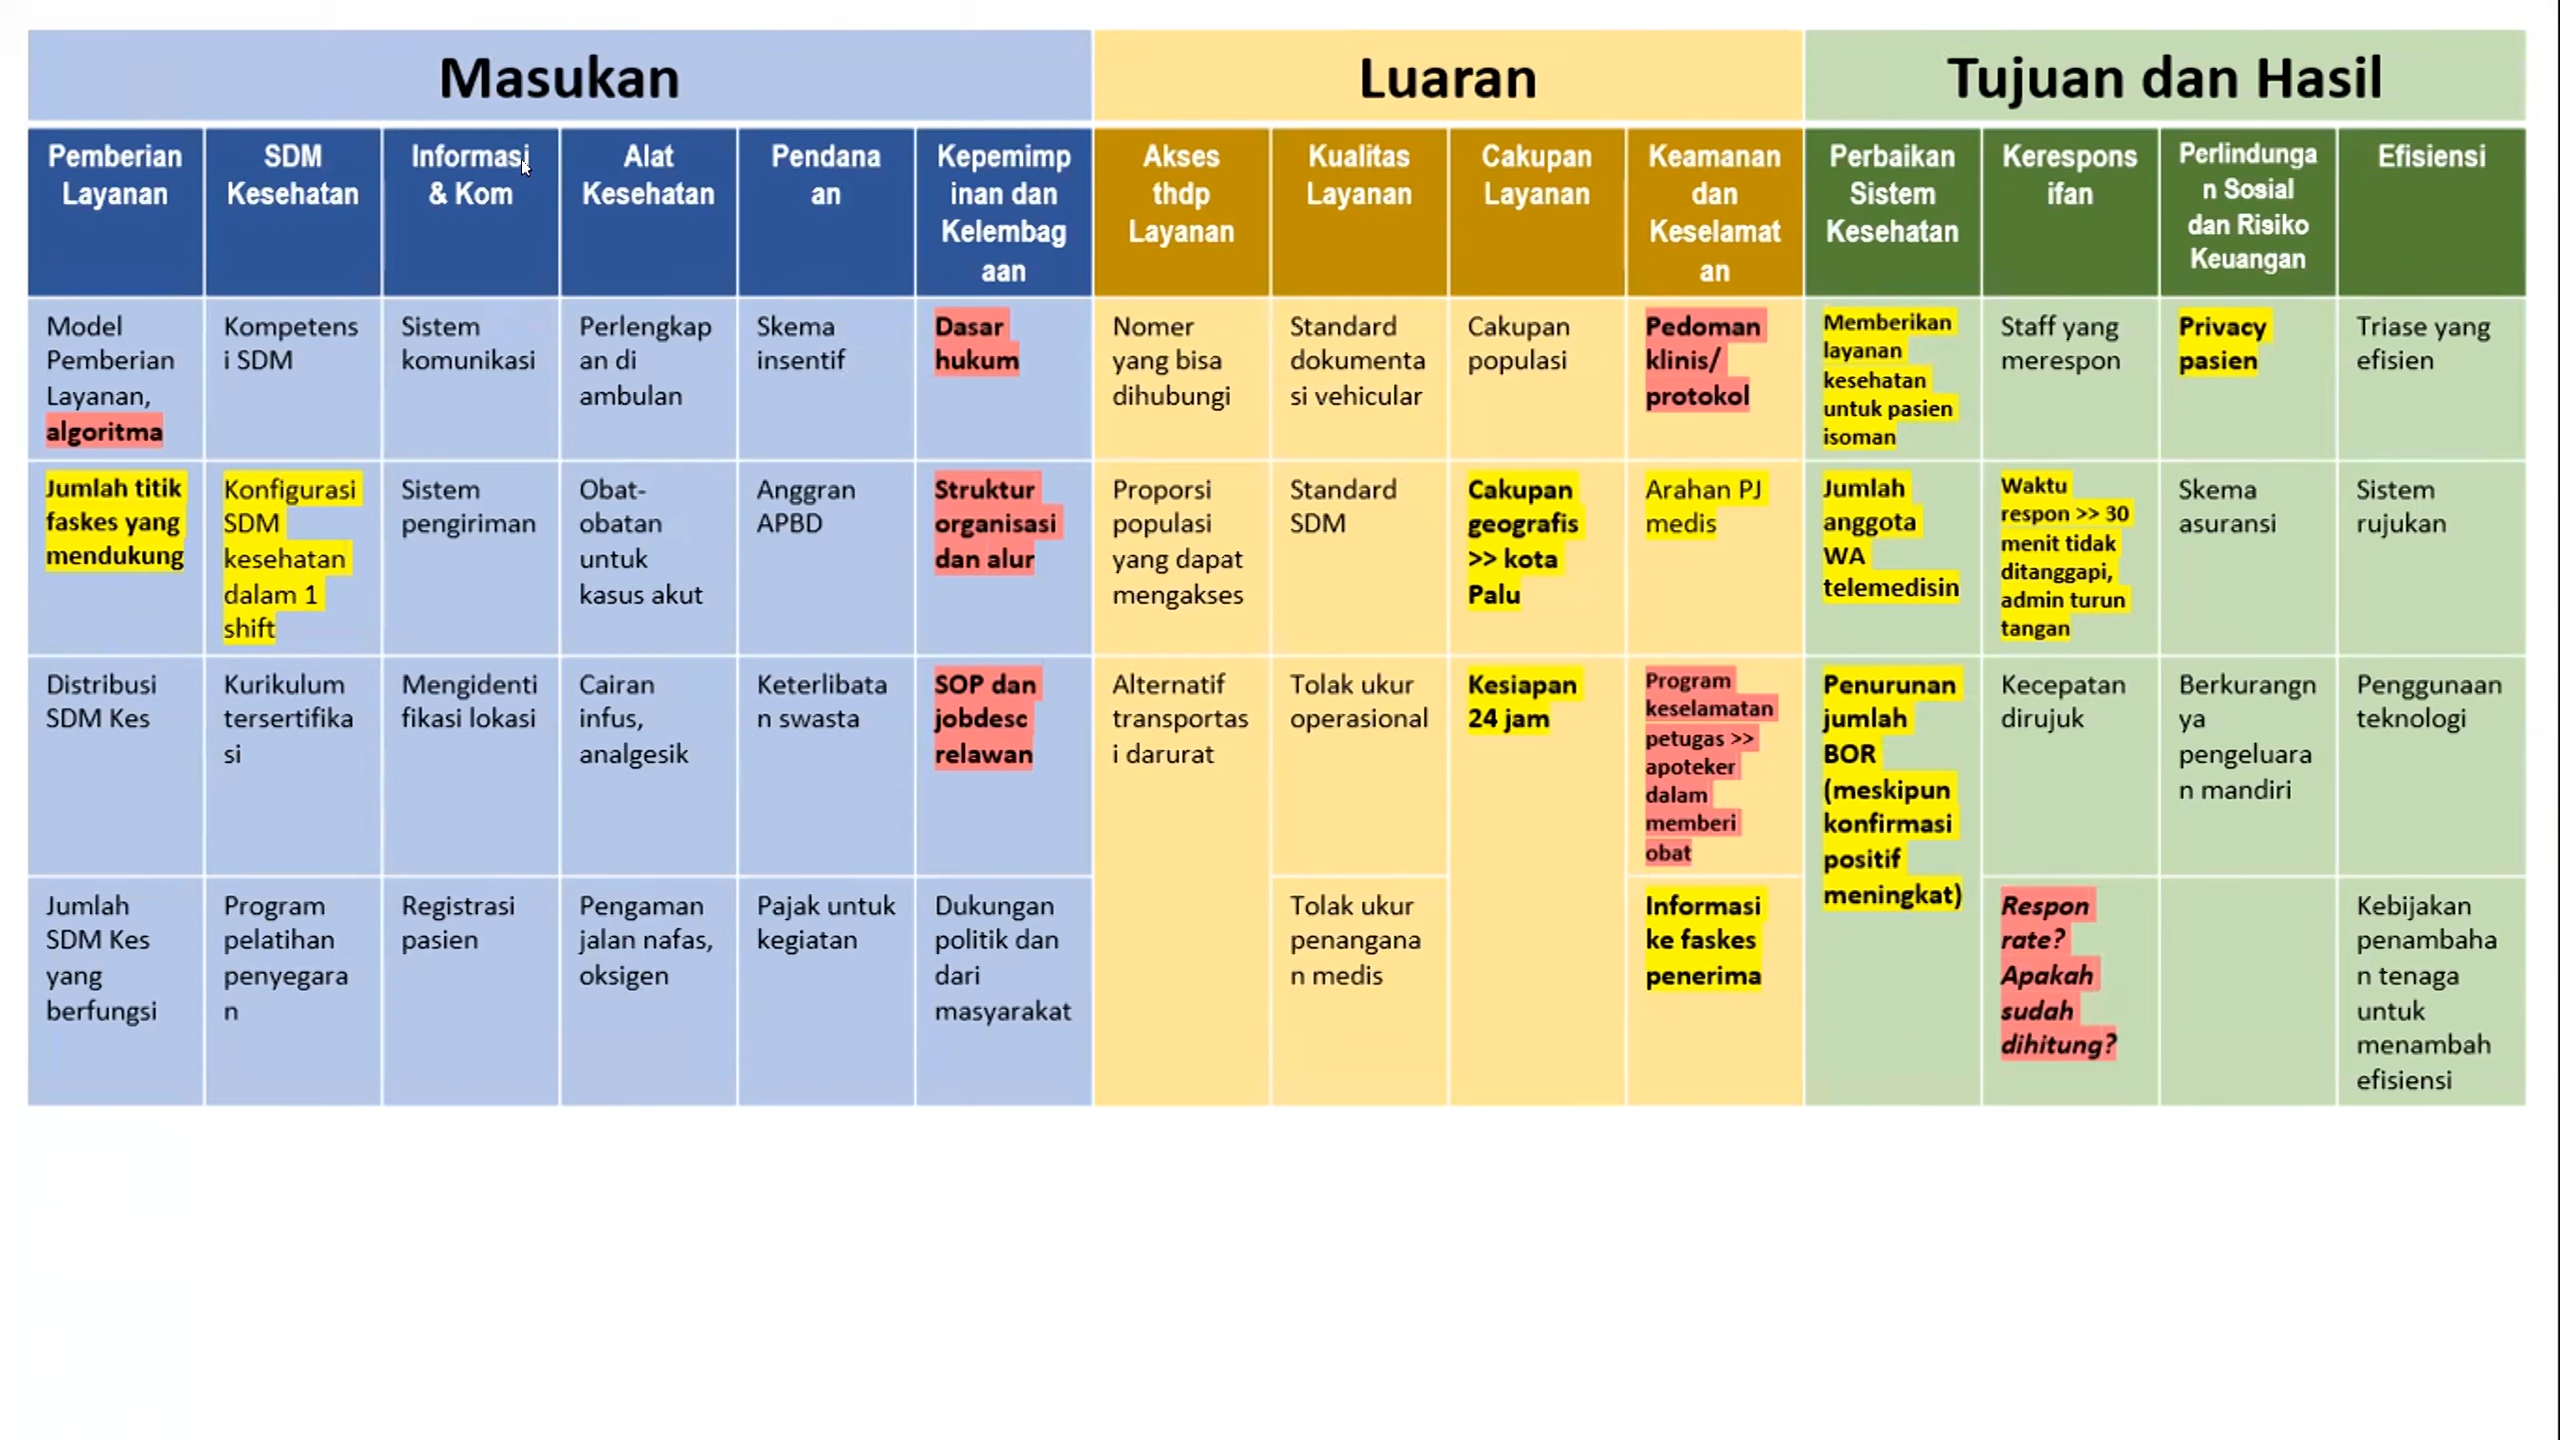 Masukan
Luaran
Tujuan dan Hasil
Pemberian
Layanan
SDM
Kesehatan
Informasi
& Kom
Alat
Kesehatan
Pendana
an
Kepemimp
inan dan
Kelembag
aan
Akses
thdp
Layanan
Kualitas
Layanan
Cakupan
Layanan
Keamanan
dan
Keselamat
an
Perbaikan
Sistem
Kesehatan
Kerespons
ifan
Perlindunga
n Sosial
dan Risiko
Keuangan
Efisiensi
Model
Pemberian
Layanan,
algoritma
Kompetens
i SDM
Sistem
komunikasi
Perlengkap
an di
ambulan
Skema
insentif
Dasar
hukum
Nomer
yang bisa
dihubungi
Standard
dokumenta
si vehicular
Cakupan
populasi
Pedoman
klinis/
protokol
Memberikan
layanan
kesehatan
untuk pasien
isoman
Staff yang
merespon
Privacy
pasien
Triase yang
efisien
Jumlah titik
faskes yang
mendukung
Konfigurasi
SDM
kesehatan
dalam 1
shift
Sistem
pengiriman
Obat-
obatan
untuk
kasus akut
Anggran
APBD
Struktur
organisasi
dan alur
Proporsi
populasi
yang dapat
mengakses
Standard
SDM
Cakupan
geografis
>> kota
Palu
Arahan PJ
medis
Jumlah
anggota
WA
telemedisin
Waktu
respon >> 30
menit tidak
ditanggapi,
admin turun
tangan
Skema
asuransi
Sistem
rujukan
Distribusi
SDM Kes
Kurikulum
tersertifika
si
Mengidenti
fikasi lokasi
Cairan
infus,
analgesik
Keterlibata
n swasta
SOP dan
jobdesc
relawan
Alternatif
transportas
i darurat
Tolak ukur
operasional
Kesiapan
24 jam
Program
keselamatan
petugas >>
apoteker
dalam
memberi
obat
Penurunan
jumlah
BOR
(meskipun
konfirmasi
positif
meningkat)
Kecepatan
dirujuk
Berkurangn
ya
pengeluara
n mandiri
Penggunaan
teknologi
Jumlah
SDM Kes
yang
berfungsi
Program
pelatihan
penyegara
n
Registrasi
pasien
Pengaman
jalan nafas,
oksigen
Pajak untuk
kegiatan
Dukungan
politik dan
dari
masyarakat
Tolak ukur
penangana
n medis
Informasi
ke faskes
penerima
Respon
rate?
Apakah
sudah
dihitung?
Kebijakan
penambaha
n tenaga
untuk
menambah
efisiensi